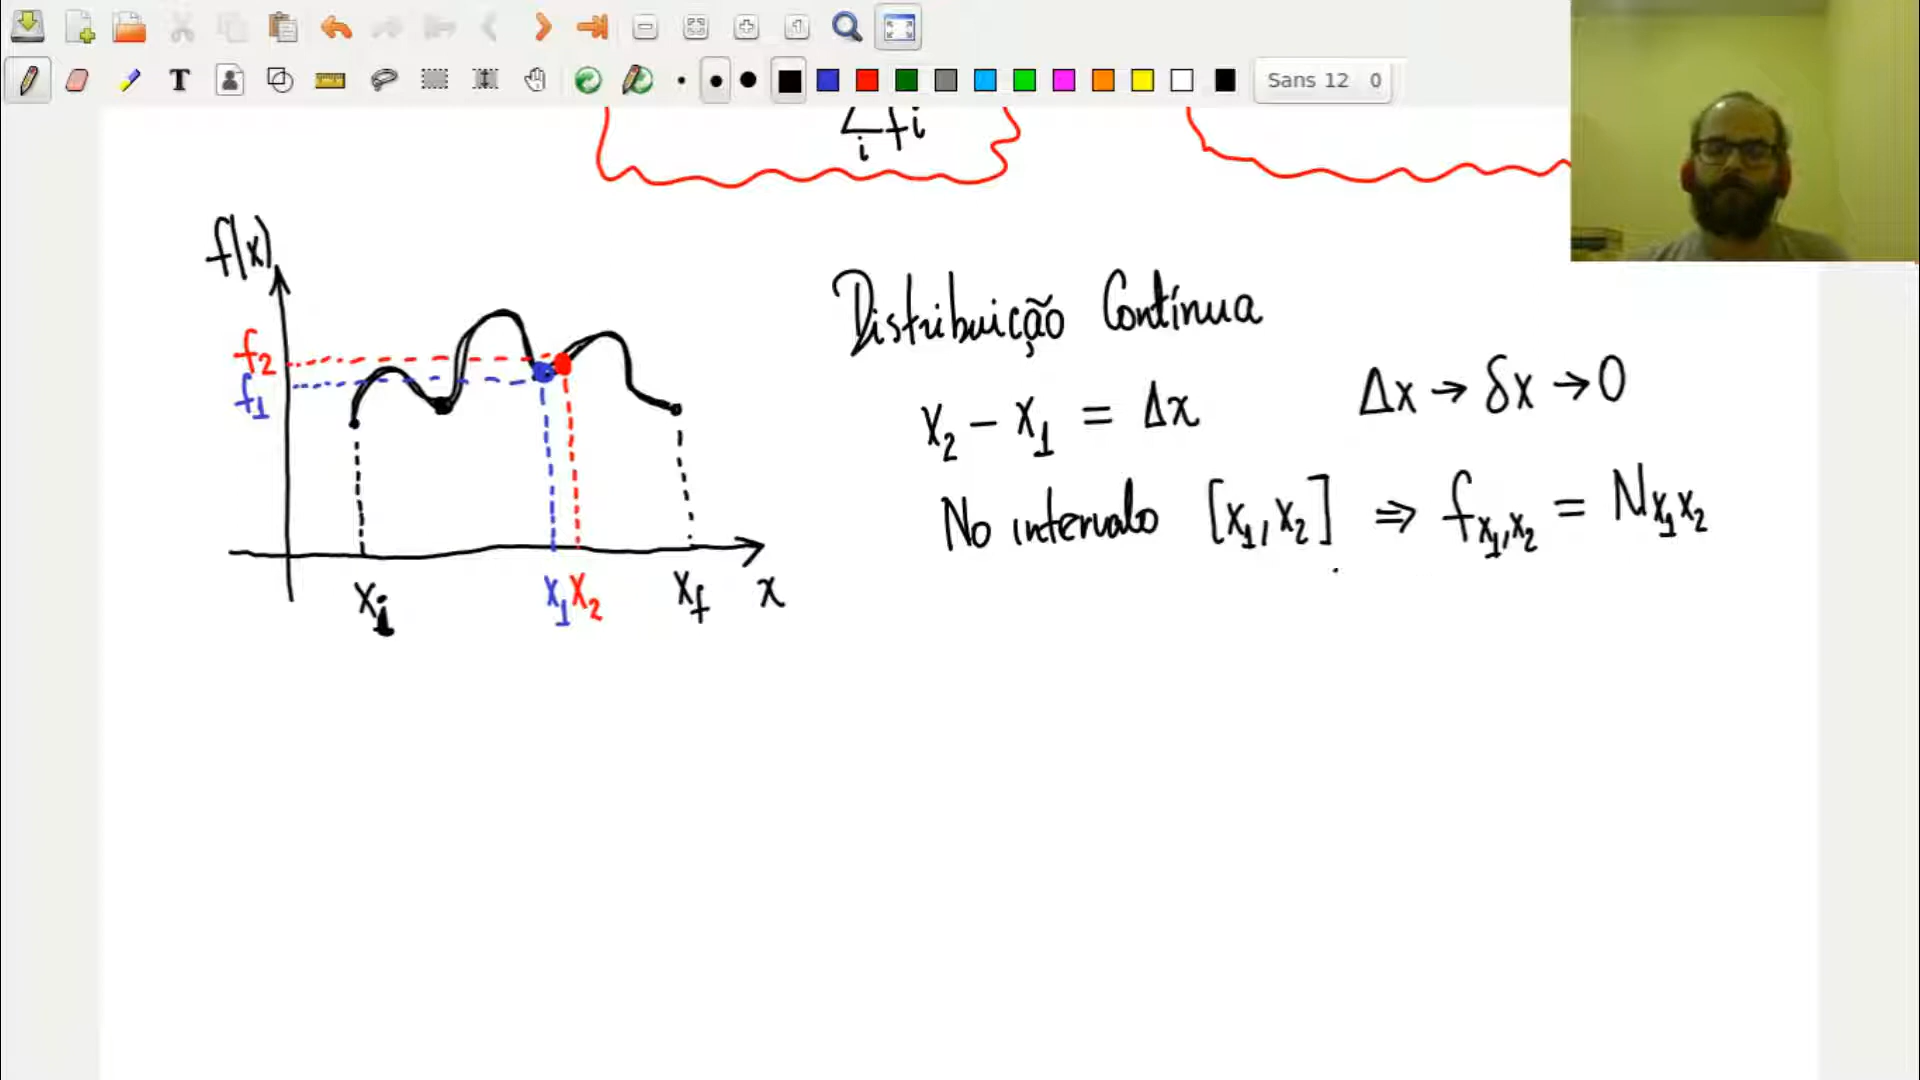 T Sans 12 0
Σ fi
i
f(x)
f2
f1
xi x1 x2 xf x
Distribuição Contínua
x2 - x1 = Δx Δx → δx → 0
No intervalo [x1, x2] ⇒ fx1,x2 = Nx1x2